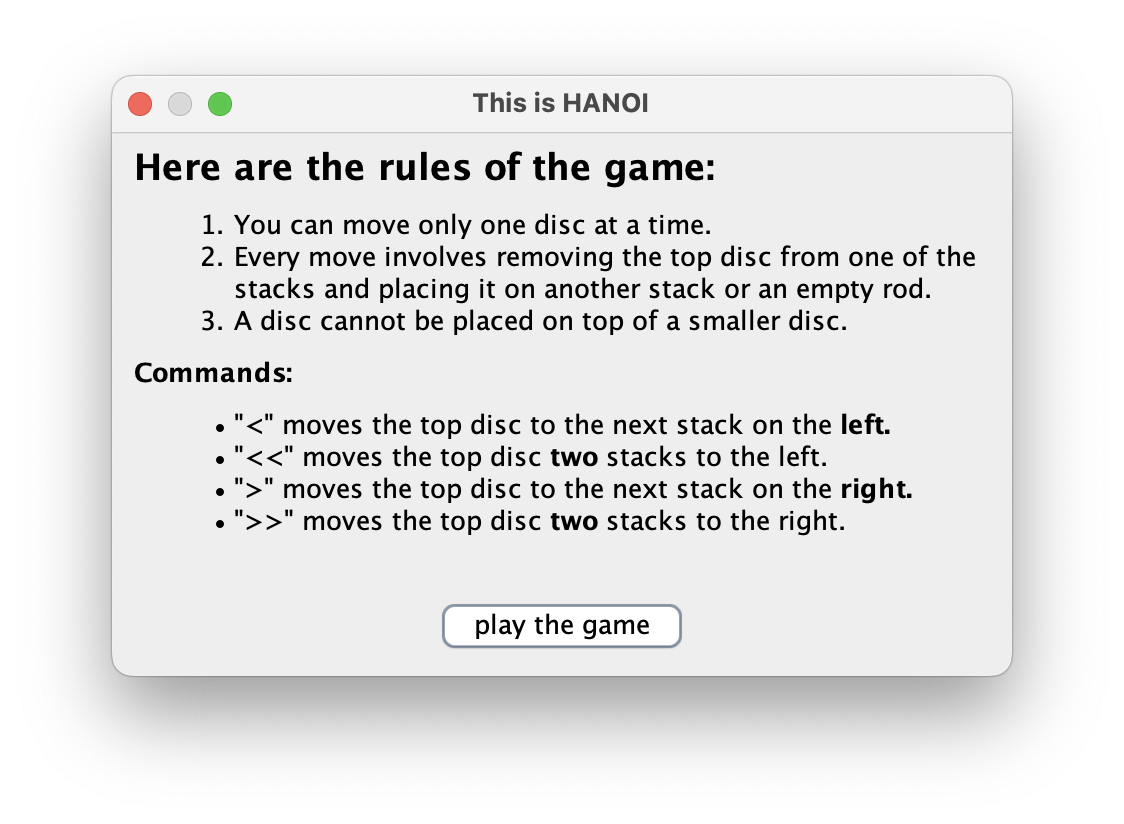 This is HANOI
Here are the rules of the game:
1. You can move only one disc at a time.
2. Every move involves removing the top disc from one of the
stacks and placing it on another stack or an empty rod.
3. A disc cannot be placed on top of a smaller disc.
Commands:
• "<" moves the top disc to the next stack on the left.
• "<<" moves the top disc two stacks to the left.
• ">" moves the top disc to the next stack on the right.
• ">>" moves the top disc two stacks to the right.
play the game